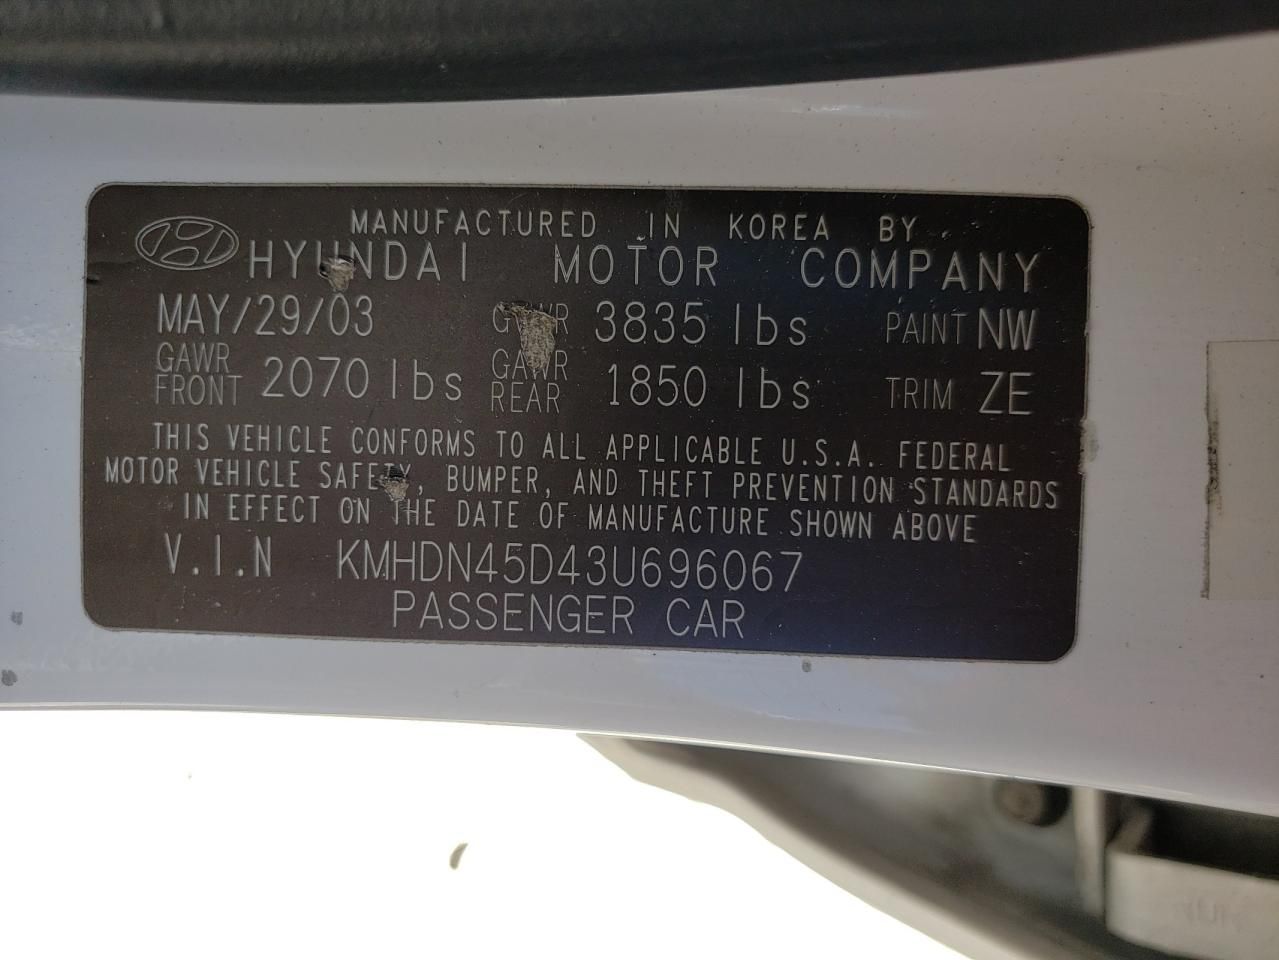 MANUFACTURED IN KOREA BY
HYUNDAI MOTOR COMPANY
MAY/29/03 GVWR 3835 lbs PAINT NW
GAWR FRONT 2070 lbs GAWR REAR 1850 lbs TRIM ZE
THIS VEHICLE CONFORMS TO ALL APPLICABLE U.S.A. FEDERAL
MOTOR VEHICLE SAFETY, BUMPER, AND THEFT PREVENTION STANDARDS
IN EFFECT ON THE DATE OF MANUFACTURE SHOWN ABOVE
V.I.N KMHDN45D43U696067
PASSENGER CAR